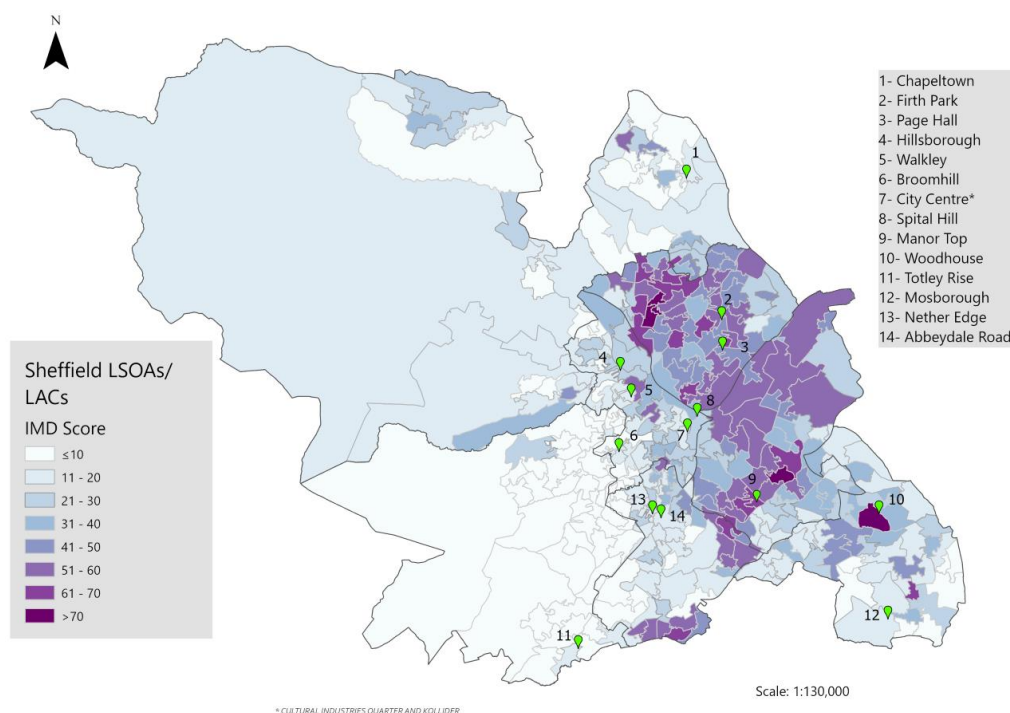 N
1- Chapeltown
2- Firth Park
3- Page Hall
4- Hillsborough
5- Walkley
6- Broomhill
7- City Centre*
8- Spital Hill
9- Manor Top
10- Woodhouse
11- Totley Rise
12- Mosborough
13- Nether Edge
14- Abbeydale Road
1
2
3
4
5
6
7
8
9
10
13
14
12
11
Sheffield LSOAs/
LACs
IMD Score
≤10
11 - 20
21 - 30
31 - 40
41 - 50
51 - 60
61 - 70
>70
Scale: 1:130,000
* CULTURAL INDUSTRIES QUARTER AND KOLLIDER